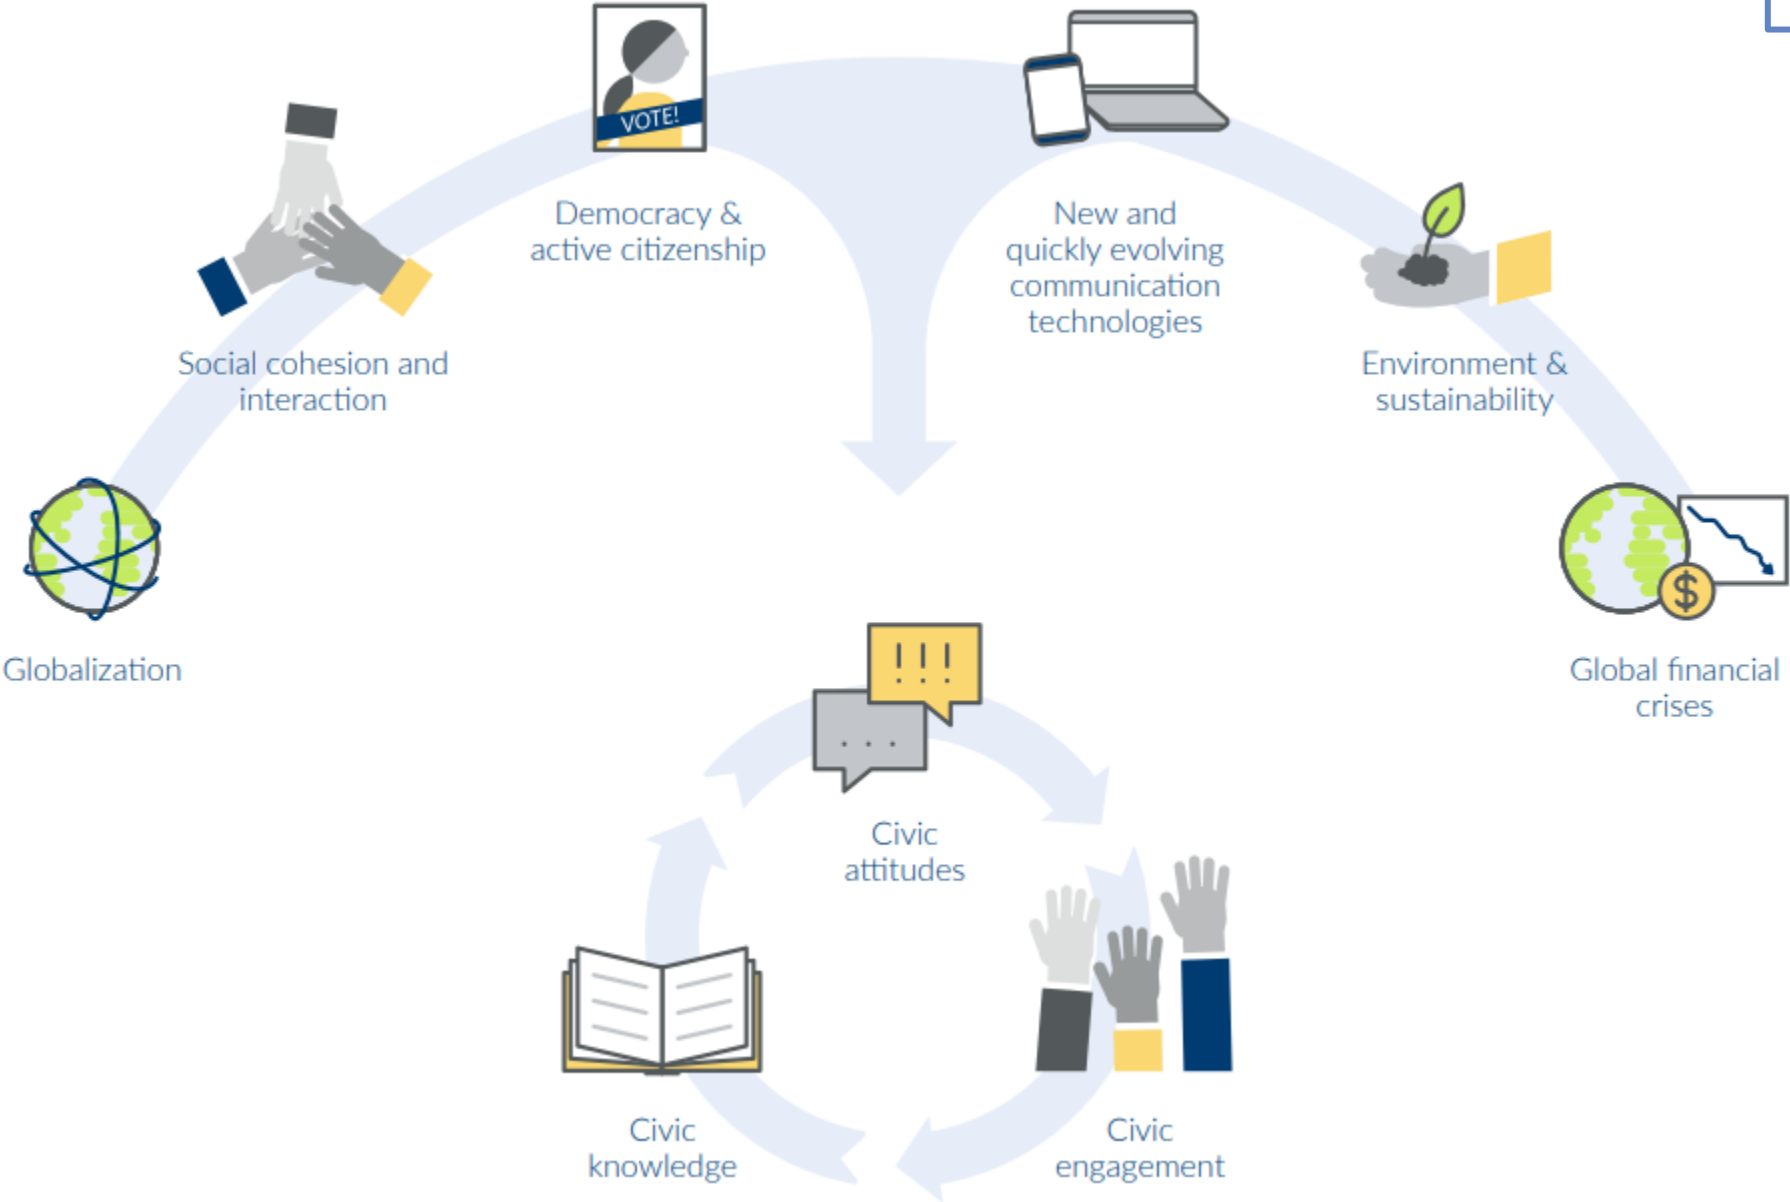 VOTE!
Democracy &
active citizenship
New and
quickly evolving
communication
technologies
Social cohesion and
interaction
Environment &
sustainability
Globalization
$
Global financial
crises
!!!
...
Civic
attitudes
Civic
knowledge
Civic
engagement